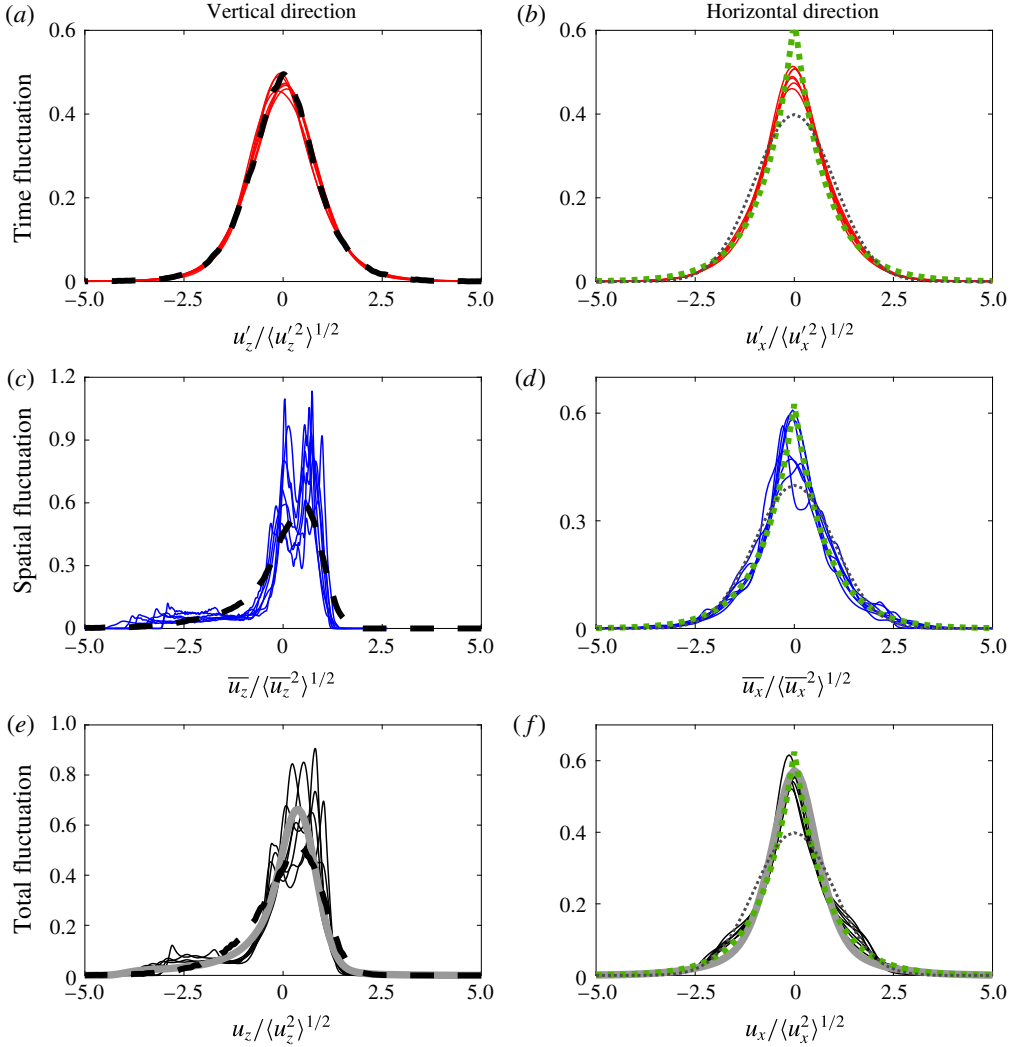 (a) Vertical direction (b) Horizontal direction
0.6 0.6
Time fluctuation
0.4 0.4
0.2 0.2
0 0
−5.0 −2.5 0 2.5 5.0 −5.0 −2.5 0 2.5 5.0
u′z/⟨u′z²⟩^1/2 u′x/⟨u′x²⟩^1/2
(c) (d)
1.2
Spatial fluctuation
0.9 0.6
0.6
0.3 0.3
0 0
−5.0 −2.5 0 2.5 5.0 −5.0 −2.5 0 2.5 5.0
u̅z/⟨u̅z²⟩^1/2 u̅x/⟨u̅x²⟩^1/2
(e) (f)
1.0
Total fluctuation
0.8 0.6
0.6 0.4
0.4
0.2 0.2
0 0
−5.0 −2.5 0 2.5 5.0 −5.0 −2.5 0 2.5 5.0
uz/⟨uz²⟩^1/2 ux/⟨ux²⟩^1/2